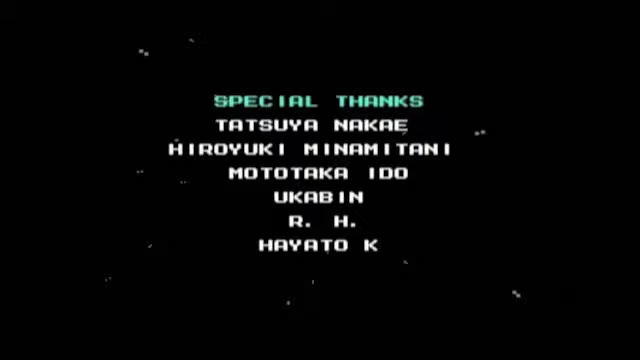 SPECIAL THANKS
TATSUYA NAKAE
HIROYUKI MINAMITANI
MOTOTAKA IDO
UKABIN
R. H.
HAYATO K